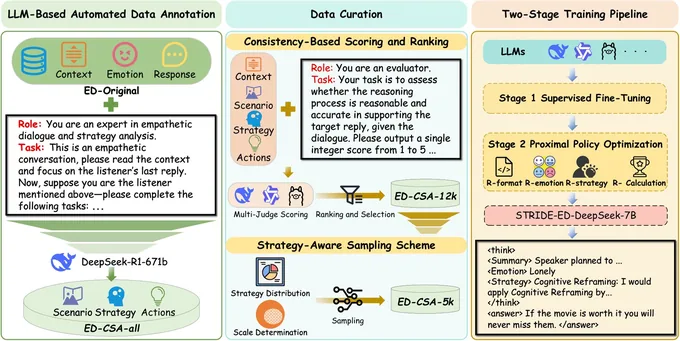 LLM-Based Automated Data Annotation
Context
Emotion
Response
ED-Original
Role: You are an expert in empathetic
dialogue and strategy analysis.
Task: This is an empathetic
conversation, please read the context
and focus on the listener's last reply.
Now, suppose you are the listener
mentioned above—please complete the
following tasks: ...
DeepSeek-R1-671b
Scenario Strategy Actions
ED-CSA-all
Data Curation
Consistency-Based Scoring and Ranking
Context
Scenario
Strategy
Actions
Role: You are an evaluator.
Task: Your task is to assess
whether the reasoning
process is reasonable and
accurate in supporting the
target reply, given the
dialogue. Please output a single
integer score from 1 to 5 ...
Multi-Judge Scoring
Ranking and Selection
ED-CSA-12k
Strategy-Aware Sampling Scheme
Strategy Distribution
Scale Determination
Sampling
ED-CSA-5k
Two-Stage Training Pipeline
LLMs
· · ·
Stage 1 Supervised Fine-Tuning
Stage 2 Proximal Policy Optimization
R-format R-emotion R-strategy R- Calculation
STRIDE-ED-DeepSeek-7B
<think>
<Summary> Speaker planned to ...
<Emotion> Lonely
<Strategy> Cognitive Reframing: I would
apply Cognitive Reframing by...
</think>
<answer> If the movie is worth it you will
never miss them. </answer>